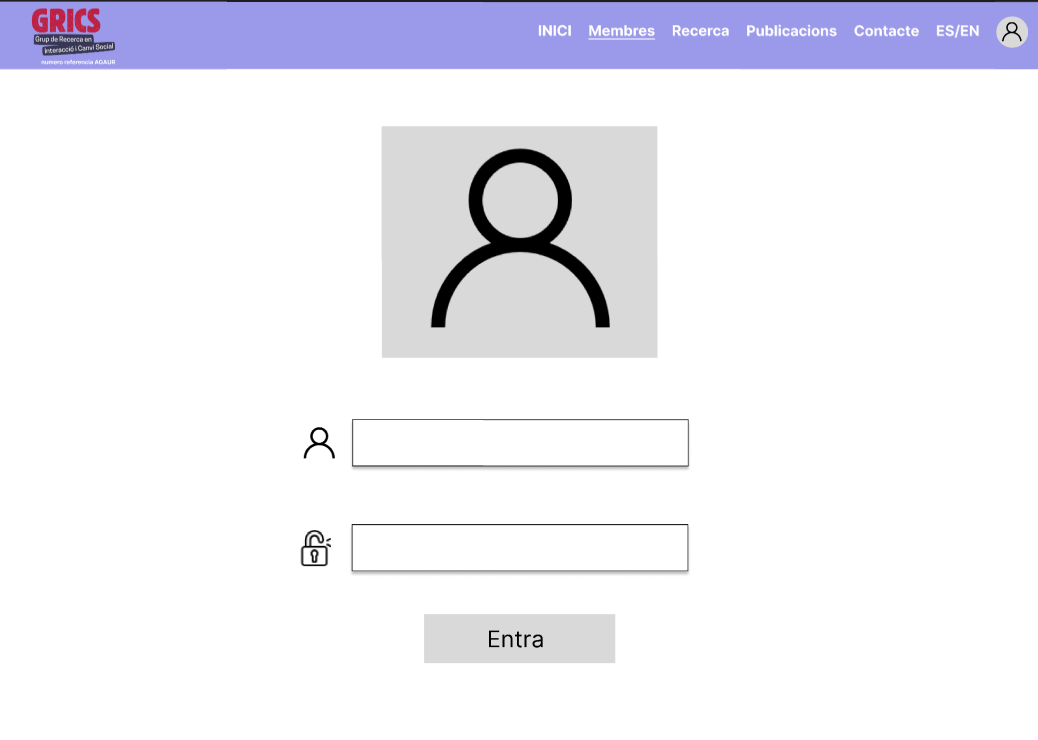 GRICS
Grup de Recerca en
interacció i Canvi Social
numero referencia AGAUR
INICI Membres Recerca Publicacions Contacte ES/EN
Entra